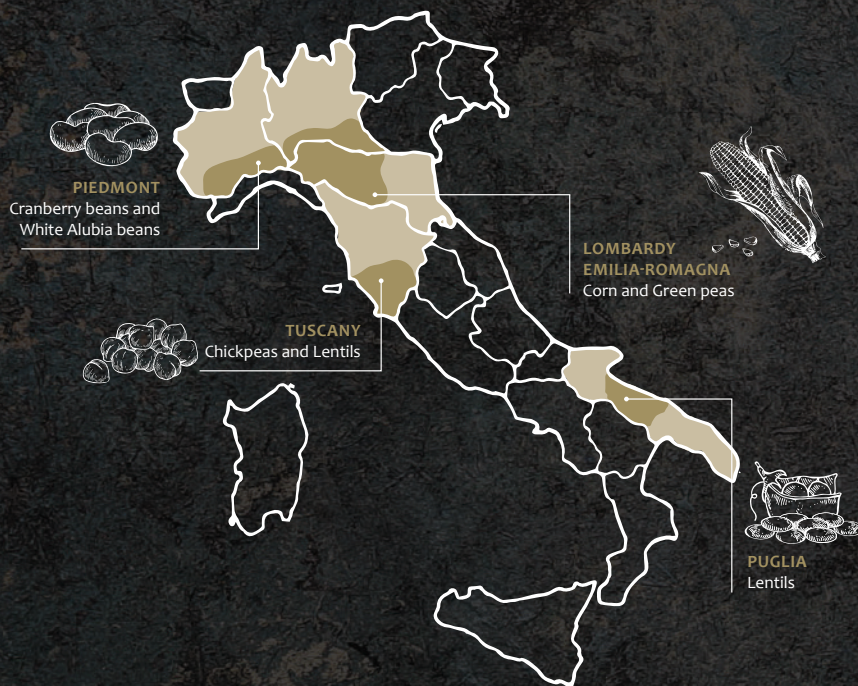 PIEDMONT
Cranberry beans and
White Alubia beans
LOMBARDY
EMILIA-ROMAGNA
Corn and Green peas
TUSCANY
Chickpeas and Lentils
PUGLIA
Lentils